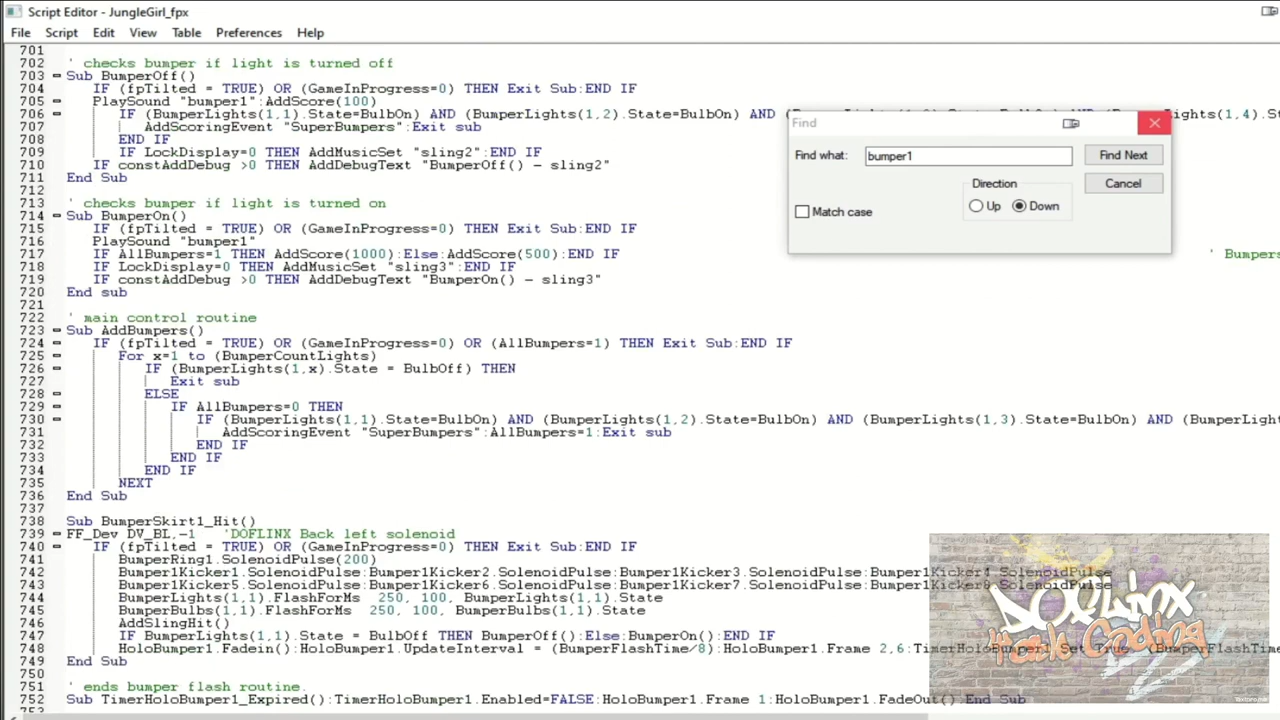 Script Editor - JungleGirl_fpx
File Script Edit View Table Preferences Help
701
702 ' checks bumper if light is turned off
703 Sub BumperOff()
704 IF (fpTilted = TRUE) OR (GameInProgress=0) THEN Exit Sub:END IF
705 PlaySound "bumper1":AddScore(100)
706 IF (BumperLights(1,1).State=BulbOn) AND (BumperLights(1,2).State=BulbOn) AND
707 AddScoringEvent "SuperBumpers":Exit sub
708 END IF
709 IF LockDisplay=0 THEN AddMusicSet "sling2":END IF
710 IF constAddDebug >0 THEN AddDebugText "BumperOff() - sling2"
711 End Sub
712
713 ' checks bumper if light is turned on
714 Sub BumperOn()
715 IF (fpTilted = TRUE) OR (GameInProgress=0) THEN Exit Sub:END IF
716 PlaySound "bumper1"
717 IF AllBumpers=1 THEN AddScore(1000):Else:AddScore(500):END IF ' Bumpers
718 IF LockDisplay=0 THEN AddMusicSet "sling3":END IF
719 IF constAddDebug >0 THEN AddDebugText "BumperOn() - sling3"
720 End sub
721
722 ' main control routine
723 Sub AddBumpers()
724 IF (fpTilted = TRUE) OR (GameInProgress=0) OR (AllBumpers=1) THEN Exit Sub:END IF
725 For x=1 to (BumperCountLights)
726 IF (BumperLights(1,x).State = BulbOff) THEN
727 Exit sub
728 ELSE
729 IF AllBumpers=0 THEN
730 IF (BumperLights(1,1).State=BulbOn) AND (BumperLights(1,2).State=BulbOn) AND (BumperLights(1,3).State=BulbOn) AND (BumperLigh
731 AddScoringEvent "SuperBumpers":AllBumpers=1:Exit sub
732 END IF
733 END IF
734 END IF
735 NEXT
736 End Sub
737
738 Sub BumperSkirt1_Hit()
739 FF_Dev DV_BL,-1 'DOFLINX Back left solenoid
740 IF (fpTilted = TRUE) OR (GameInProgress=0) THEN Exit Sub:END IF
741 BumperRing1.SolenoidPulse(200)
742 Bumper1Kicker1.SolenoidPulse:Bumper1Kicker2.SolenoidPulse:Bumper1Kicker3.SolenoidPulse:Bumper1Kicker4.SolenoidPulse
743 Bumper1Kicker5.SolenoidPulse:Bumper1Kicker6.SolenoidPulse:Bumper1Kicker7.SolenoidPulse:Bumper1Kicker8.SolenoidPulse
744 BumperLights(1,1).FlashForMs 250, 100, BumperLights(1,1).State
745 BumperBulbs(1,1).FlashForMs 250, 100, BumperBulbs(1,1).State
746 AddSlingHit()
747 IF BumperLights(1,1).State = BulbOff THEN BumperOff():Else:BumperOn():END IF
748 HoloBumper1.Fadein():HoloBumper1.UpdateInterval = (BumperFlashTime/8):HoloBumper1.Frame 2,6:TimerHoloBumper1.Set True, (BumperFlashTime
749 End Sub
750
751 ' ends bumper flash routine.
752 Sub TimerHoloBumper1_Expired():TimerHoloBumper1.Enabled=FALSE:HoloBumper1.Frame 1:HoloBumper1.FadeOut():End Sub
Find
Find what: bumper1 Find Next
Direction Cancel
Match case Up Down
DOFLinx
Hack Coding